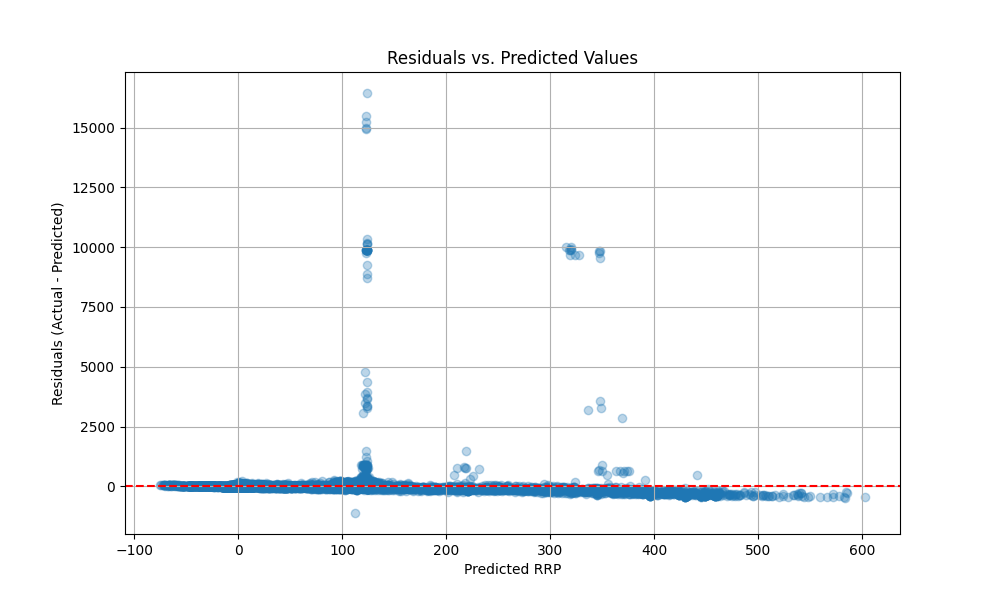 Residuals vs. Predicted Values
Residuals (Actual - Predicted)
15000
12500
10000
7500
5000
2500
0
−100 0 100 200 300 400 500 600
Predicted RRP